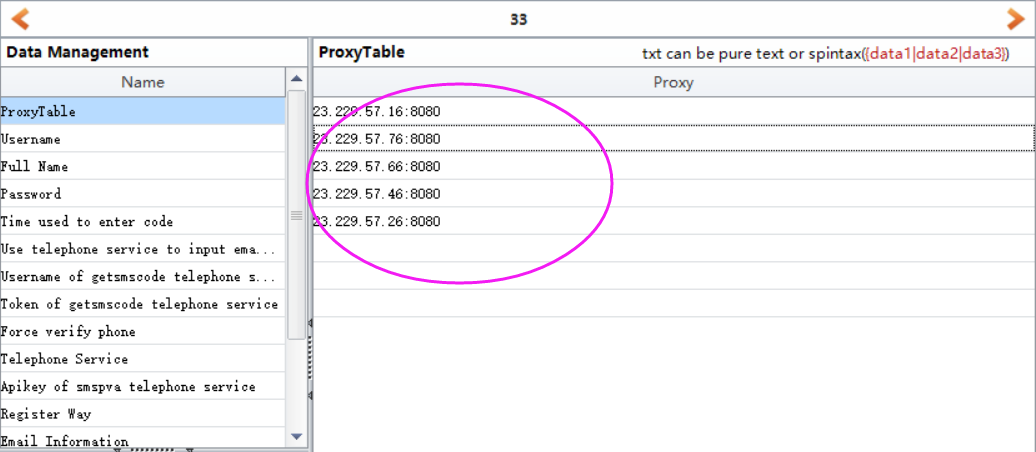 33
Data Management
ProxyTable
txt can be pure text or spintax({data1|data2|data3})
Name
Proxy
ProxyTable
23.229.57.16:8080
Username
23.229.57.76:8080
Full Name
23.229.57.66:8080
Password
23.229.57.46:8080
Time used to enter code
23.229.57.26:8080
Use telephone service to input ema...
Username of getsmscode telephone s...
Token of getsmscode telephone service
Force verify phone
Telephone Service
Apikey of smspva telephone service
Register Way
Email Information